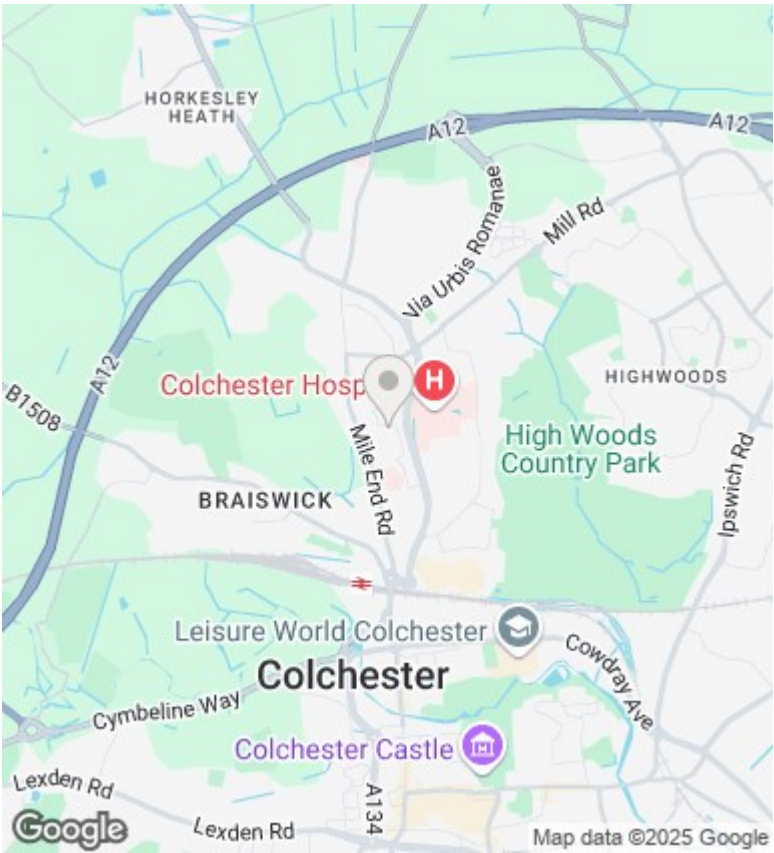 HORKESLEY
HEATH
A12
A12
Mill Rd
Via Urbis Romanae
A12
Colchester Hosp
H
HIGHWOODS
B1508
Mile End Rd
High Woods
Country Park
Ipswich Rd
BRAISWICK
Leisure World Colchester
Cowdray Ave
Colchester
Cymbeline Way
Colchester Castle
Lexden Rd
A134
Lexden Rd
Google
Map data ©2025 Google